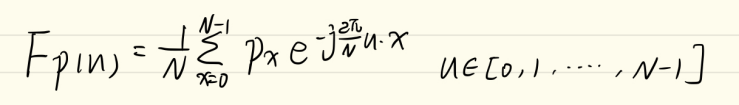 Fp(u) = 1/N Σ_{x=0}^{N-1} p_x e^{-j 2π/N u·x}  u∈[0,1,·····,N-1]